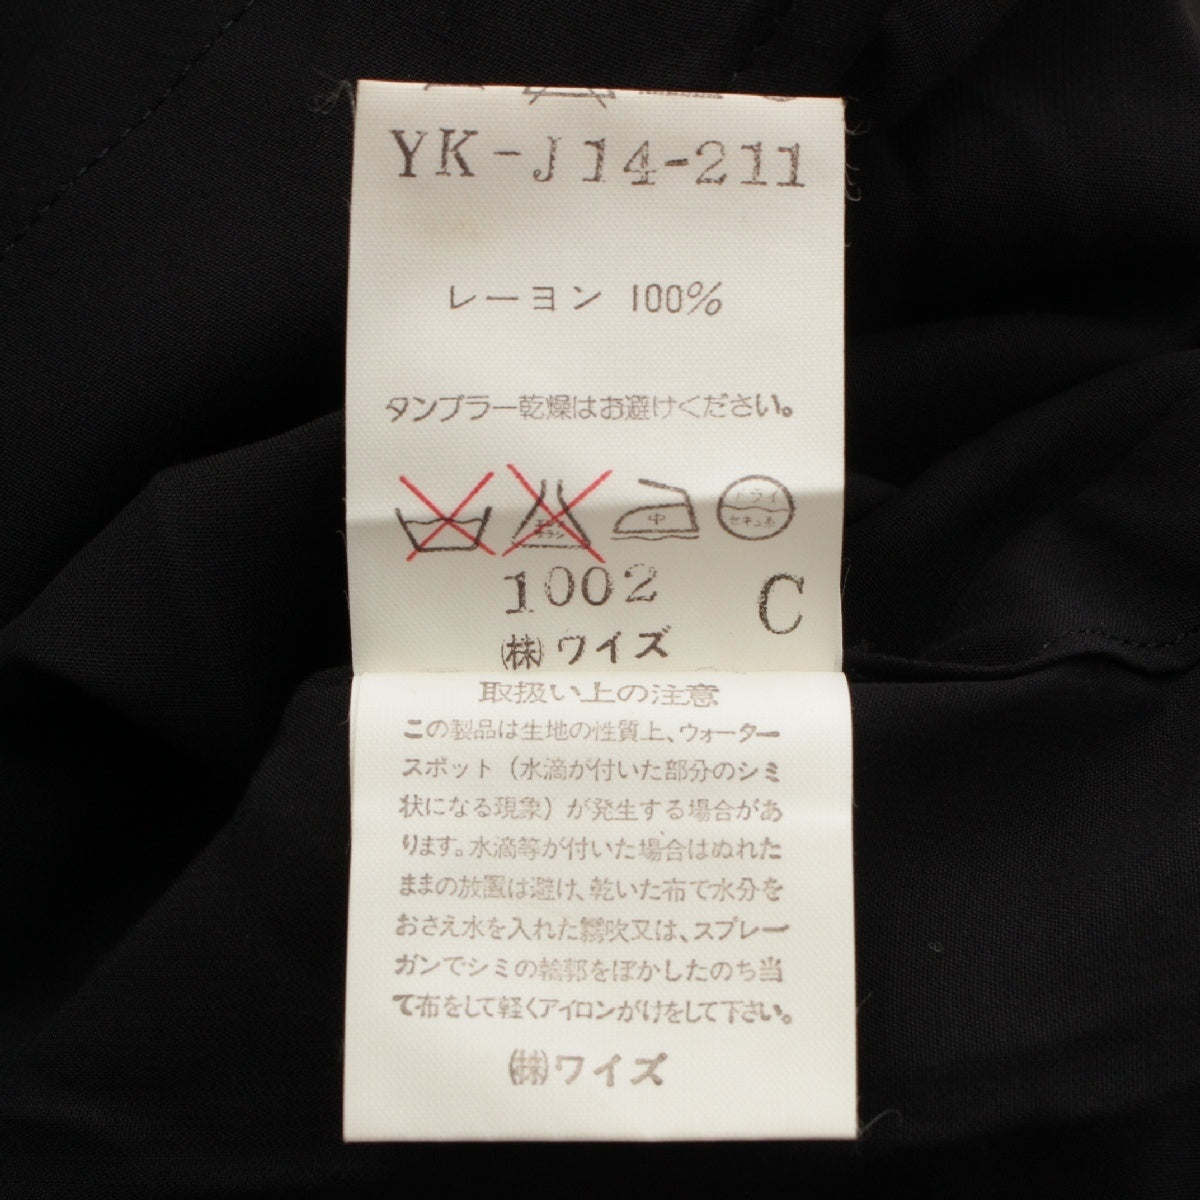 YK-J14-211
レーヨン 100%
タンブラー乾燥はお避けください。
中
ドライ
セキユ系
1002
C
㈱ワイズ
取扱い上の注意
この製品は生地の性質上、ウォーター
スポット(水滴が付いた部分のシミ
状になる現象)が発生する場合があ
ります。水滴等が付いた場合はぬれた
ままの放置は避け、乾いた布で水分を
おさえ水を入れた霧吹又は、スプレー
ガンでシミの輪郭をぼかしたのち当
て布をして軽くアイロンがけをして下さい。
㈱ワイズ